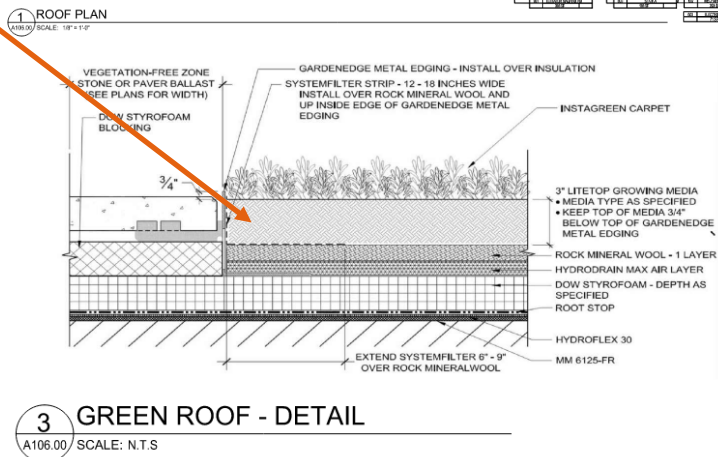 1
ROOF PLAN
A106.00
SCALE: 1/8" = 1'-0"
VEGETATION-FREE ZONE
STONE OR PAVER BALLAST
(SEE PLANS FOR WIDTH)
DOW STYROFOAM
BLOCKING
3/4"
GARDENEDGE METAL EDGING - INSTALL OVER INSULATION
SYSTEMFILTER STRIP - 12 - 18 INCHES WIDE
INSTALL OVER ROCK MINERAL WOOL AND
UP INSIDE EDGE OF GARDENEDGE METAL
EDGING
INSTAGREEN CARPET
3" LITETOP GROWING MEDIA
• MEDIA TYPE AS SPECIFIED
• KEEP TOP OF MEDIA 3/4"
BELOW TOP OF GARDENEDGE
METAL EDGING
ROCK MINERAL WOOL - 1 LAYER
HYDRODRAIN MAX AIR LAYER
DOW STYROFOAM - DEPTH AS
SPECIFIED
ROOT STOP
HYDROFLEX 30
MM 6125-FR
EXTEND SYSTEMFILTER 6" - 9"
OVER ROCK MINERALWOOL
3
GREEN ROOF - DETAIL
A106.00
SCALE: N.T.S